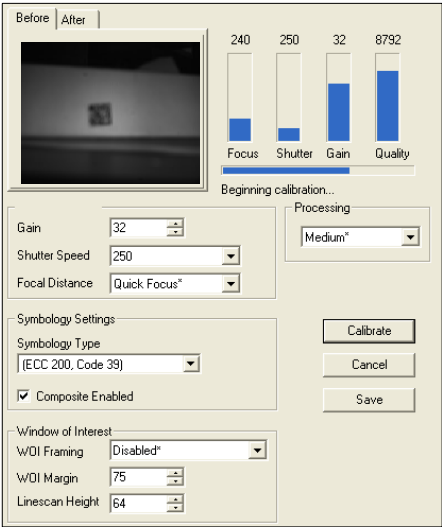 Before After
240 250 32 8792
Focus Shutter Gain Quality
Beginning calibration...
Processing
Medium*
Gain 32
Shutter Speed 250
Focal Distance Quick Focus*
Symbology Settings
Symbology Type
(ECC 200, Code 39)
Composite Enabled
Calibrate
Cancel
Save
Window of Interest
WOI Framing Disabled*
WOI Margin 75
Linescan Height 64